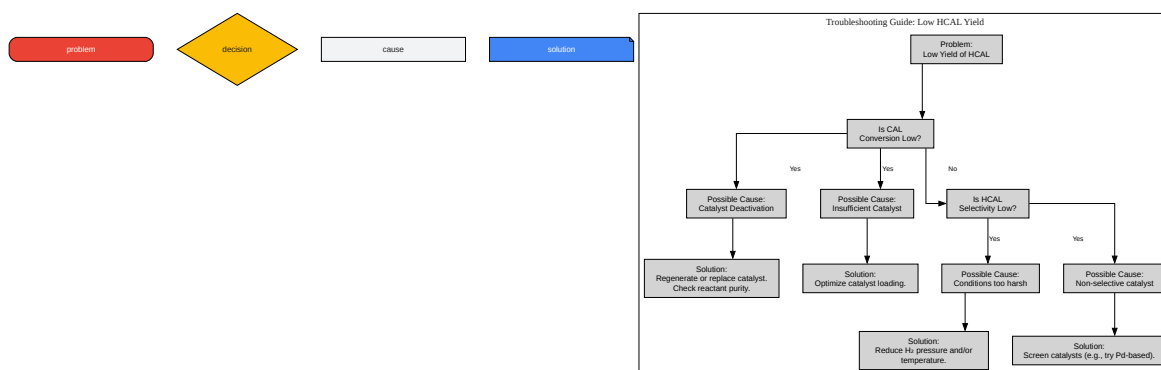 problem
decision
cause
solution
Troubleshooting Guide: Low HCAL Yield
Problem:
Low Yield of HCAL
Is CAL
Conversion Low?
Yes
Yes
No
Possible Cause:
Catalyst Deactivation
Possible Cause:
Insufficient Catalyst
Is HCAL
Selectivity Low?
Yes
Yes
Solution:
Regenerate or replace catalyst.
Check reactant purity.
Solution:
Optimize catalyst loading.
Possible Cause:
Conditions too harsh
Possible Cause:
Non-selective catalyst
Solution:
Reduce H₂ pressure and/or
temperature.
Solution:
Screen catalysts (e.g., try Pd-based).